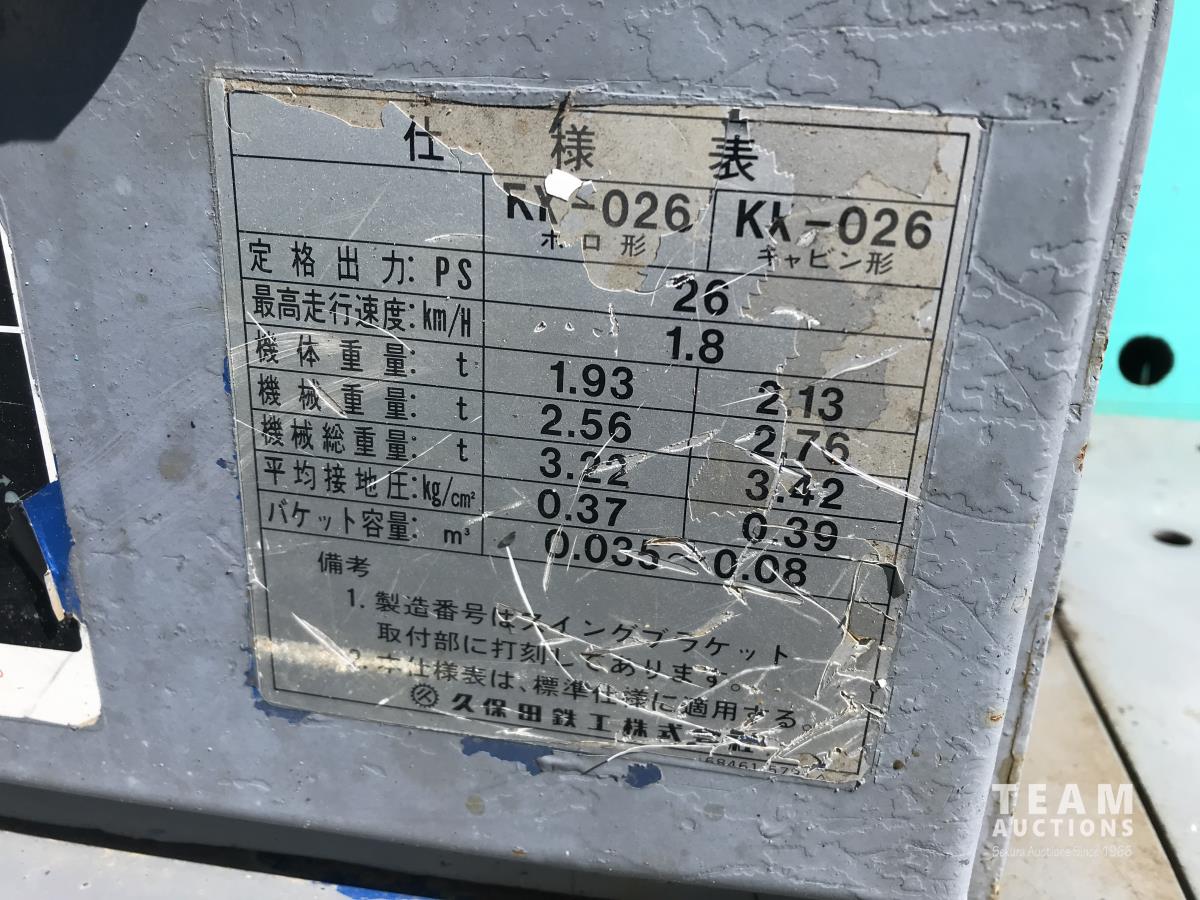 仕様表
KX-026 KX-026
ホロ形 キャビン形
定格出力: PS 26
最高走行速度: km/H 1.8
機体重量: t 1.93 2.13
機械重量: t 2.56 2.76
機械総重量: t 3.22 3.42
平均接地圧: kg/cm² 0.37 0.39
バケット容量: m³ 0.035～0.08
備考
1. 製造番号はスイングブラケット
取付部に打刻してあります。
2. 本仕様表は、標準仕様に適用する。
久保田鉄工株式会社
TEAM
AUCTIONS
Sakura Auctions Since 1966